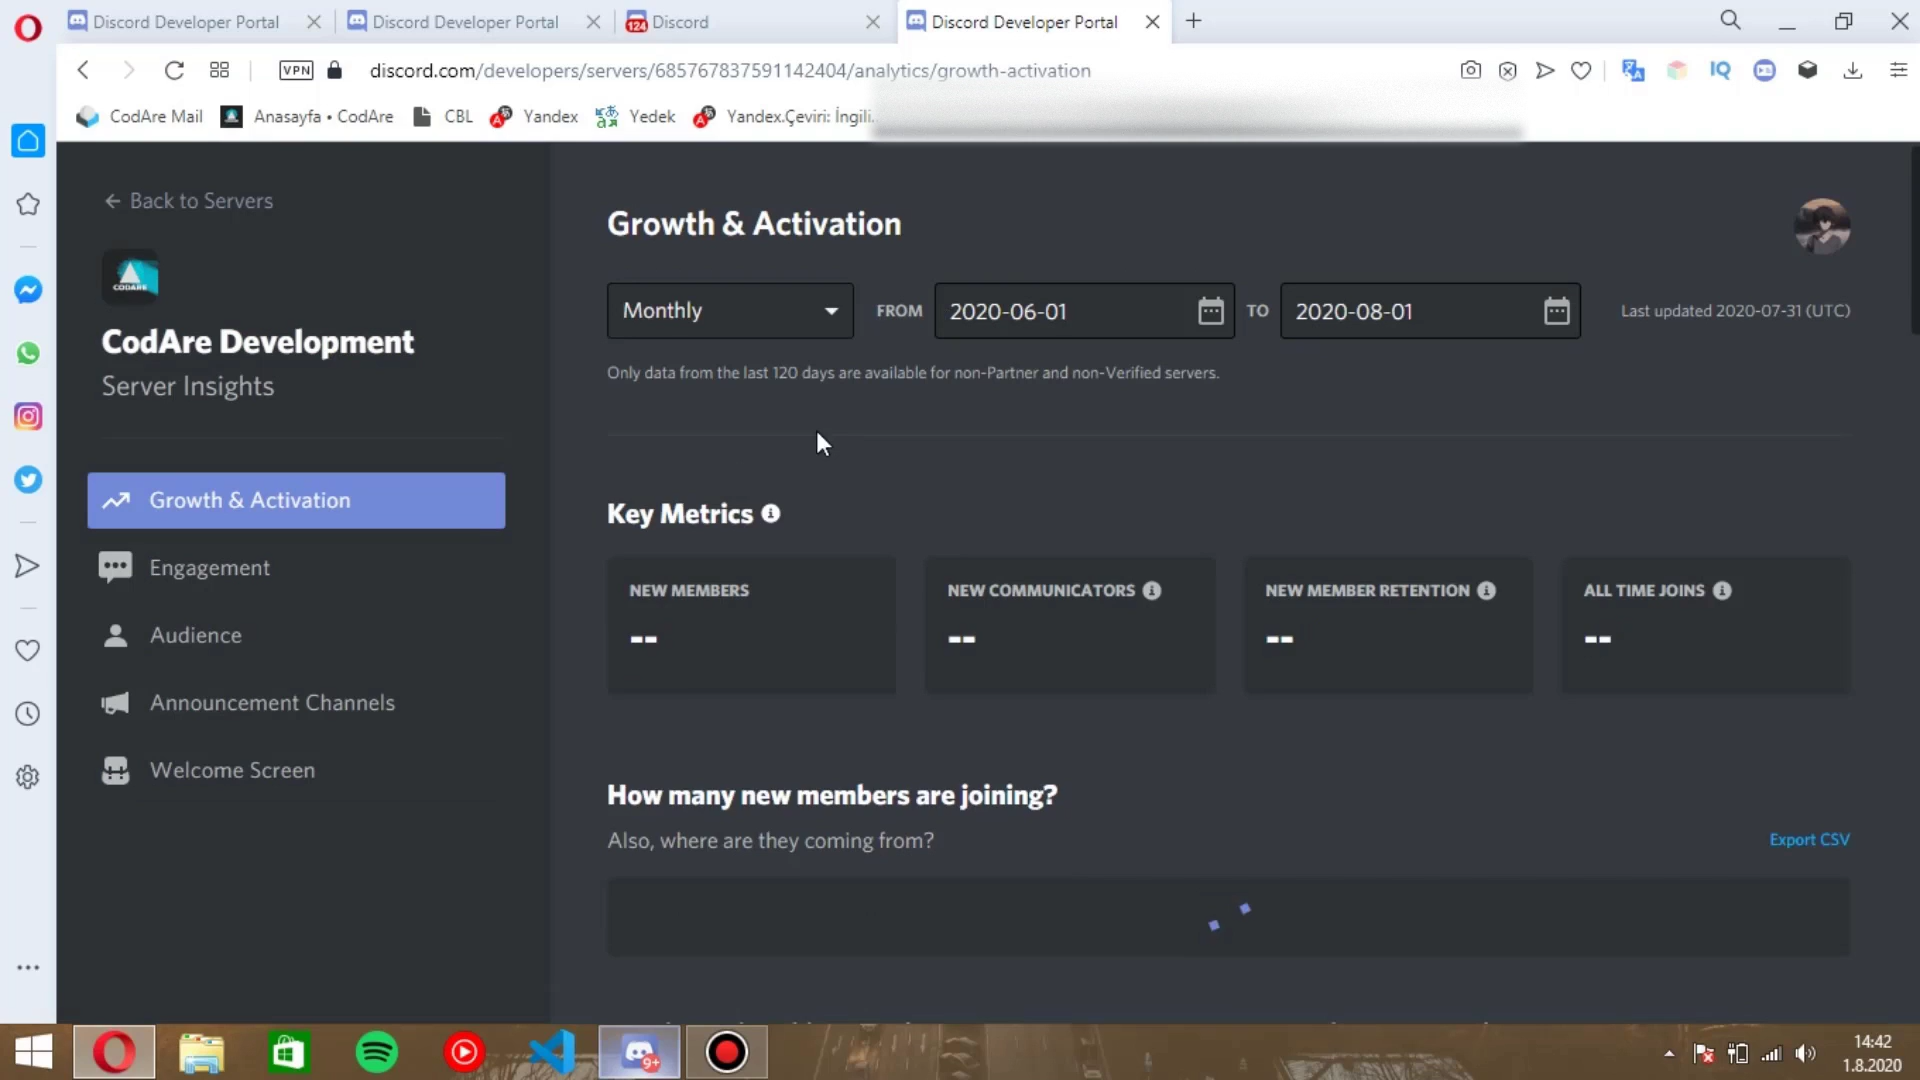 Discord Developer Portal
Discord Developer Portal
124 Discord
Discord Developer Portal
VPN
discord.com/developers/servers/685767837591142404/analytics/growth-activation
IQ
CodAre Mail
Anasayfa • CodAre
CBL
Yandex
Yedek
Yandex.Çeviri: İngili..
← Back to Servers
CODARE
CodAre Development
Server Insights
Growth & Activation
Engagement
Audience
Announcement Channels
Welcome Screen
Growth & Activation
Monthly
FROM
2020-06-01
TO
2020-08-01
Last updated 2020-07-31 (UTC)
Only data from the last 120 days are available for non-Partner and non-Verified servers.
Key Metrics
NEW MEMBERS
--
NEW COMMUNICATORS
--
NEW MEMBER RETENTION
--
ALL TIME JOINS
--
How many new members are joining?
Also, where are they coming from?
Export CSV
9+
14:42
1.8.2020